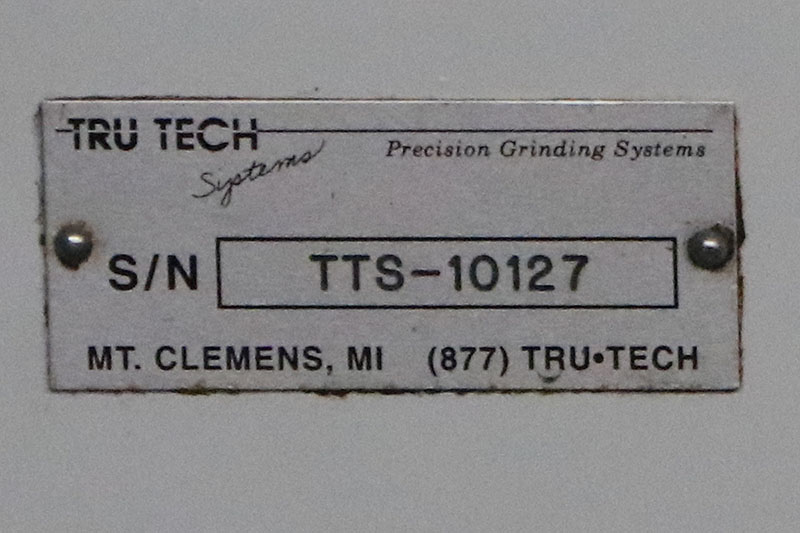 TRU TECH
Systems
Precision Grinding Systems
S/N TTS-10127
MT. CLEMENS, MI (877) TRU•TECH